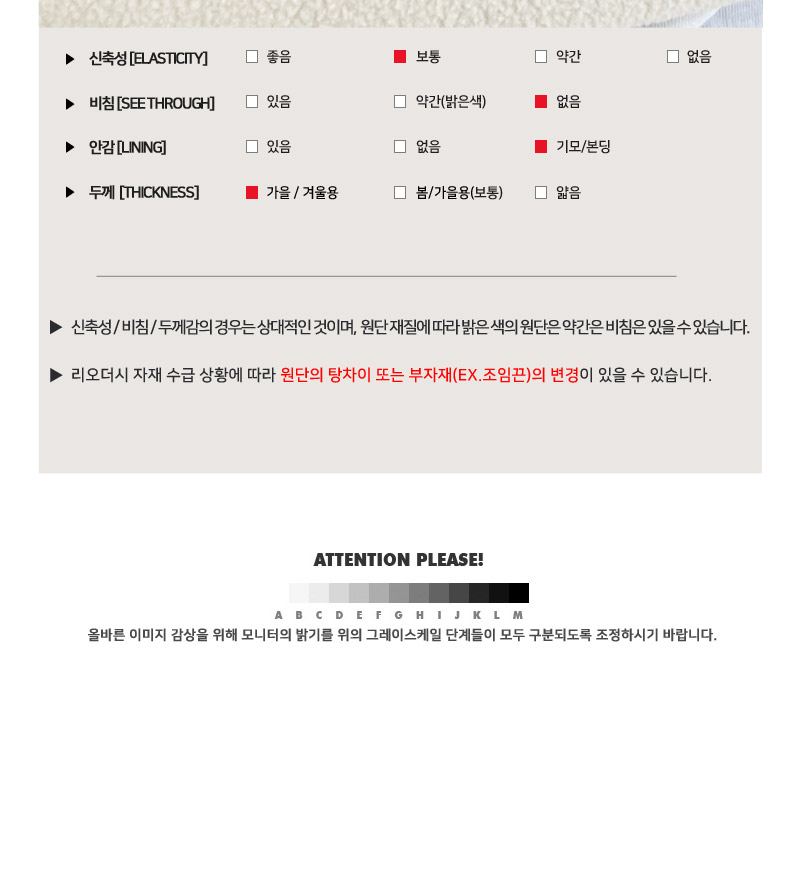 ▶ 신축성 [ELASTICITY] 좋음 보통 약간 없음
▶ 비침 [SEE THROUGH] 있음 약간(밝은색) 없음
▶ 안감 [LINING] 있음 없음 기모/본딩
▶ 두께 [THICKNESS] 가을 / 겨울용 봄/가을용(보통) 얇음
▶ 신축성 / 비침 / 두께감의 경우는 상대적인 것이며, 원단 재질에 따라 밝은 색의 원단은 약간은 비침은 있을 수 있습니다.
▶ 리오더시 자재 수급 상황에 따라 원단의 탕차이 또는 부자재(EX.조임끈)의 변경이 있을 수 있습니다.
ATTENTION PLEASE!
A B C D E F G H I J K L M
올바른 이미지 감상을 위해 모니터의 밝기를 위의 그레이스케일 단계들이 모두 구분되도록 조정하시기 바랍니다.